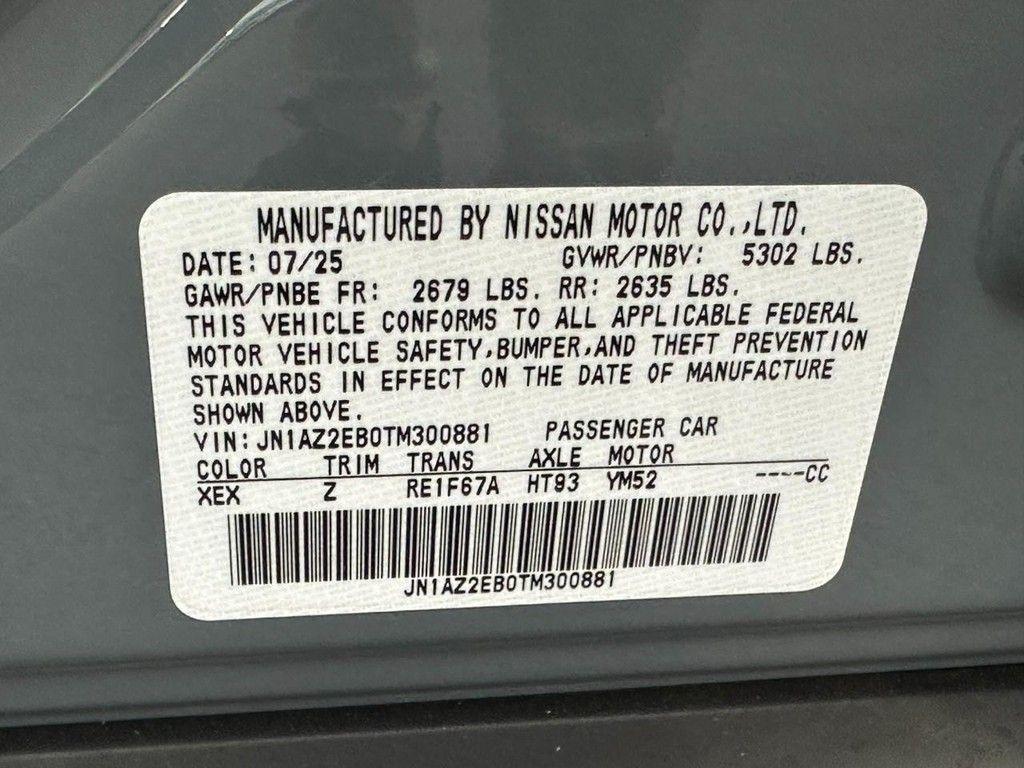 MANUFACTURED BY NISSAN MOTOR CO.,LTD.
DATE: 07/25 GVWR/PNBV: 5302 LBS.
GAWR/PNBE FR: 2679 LBS. RR: 2635 LBS.
THIS VEHICLE CONFORMS TO ALL APPLICABLE FEDERAL
MOTOR VEHICLE SAFETY,BUMPER,AND THEFT PREVENTION
STANDARDS IN EFFECT ON THE DATE OF MANUFACTURE
SHOWN ABOVE.
VIN: JN1AZ2EB0TM300881 PASSENGER CAR
COLOR TRIM TRANS AXLE MOTOR
XEX Z RE1F67A HT93 YM52 ----CC
JN1AZ2EB0TM300881